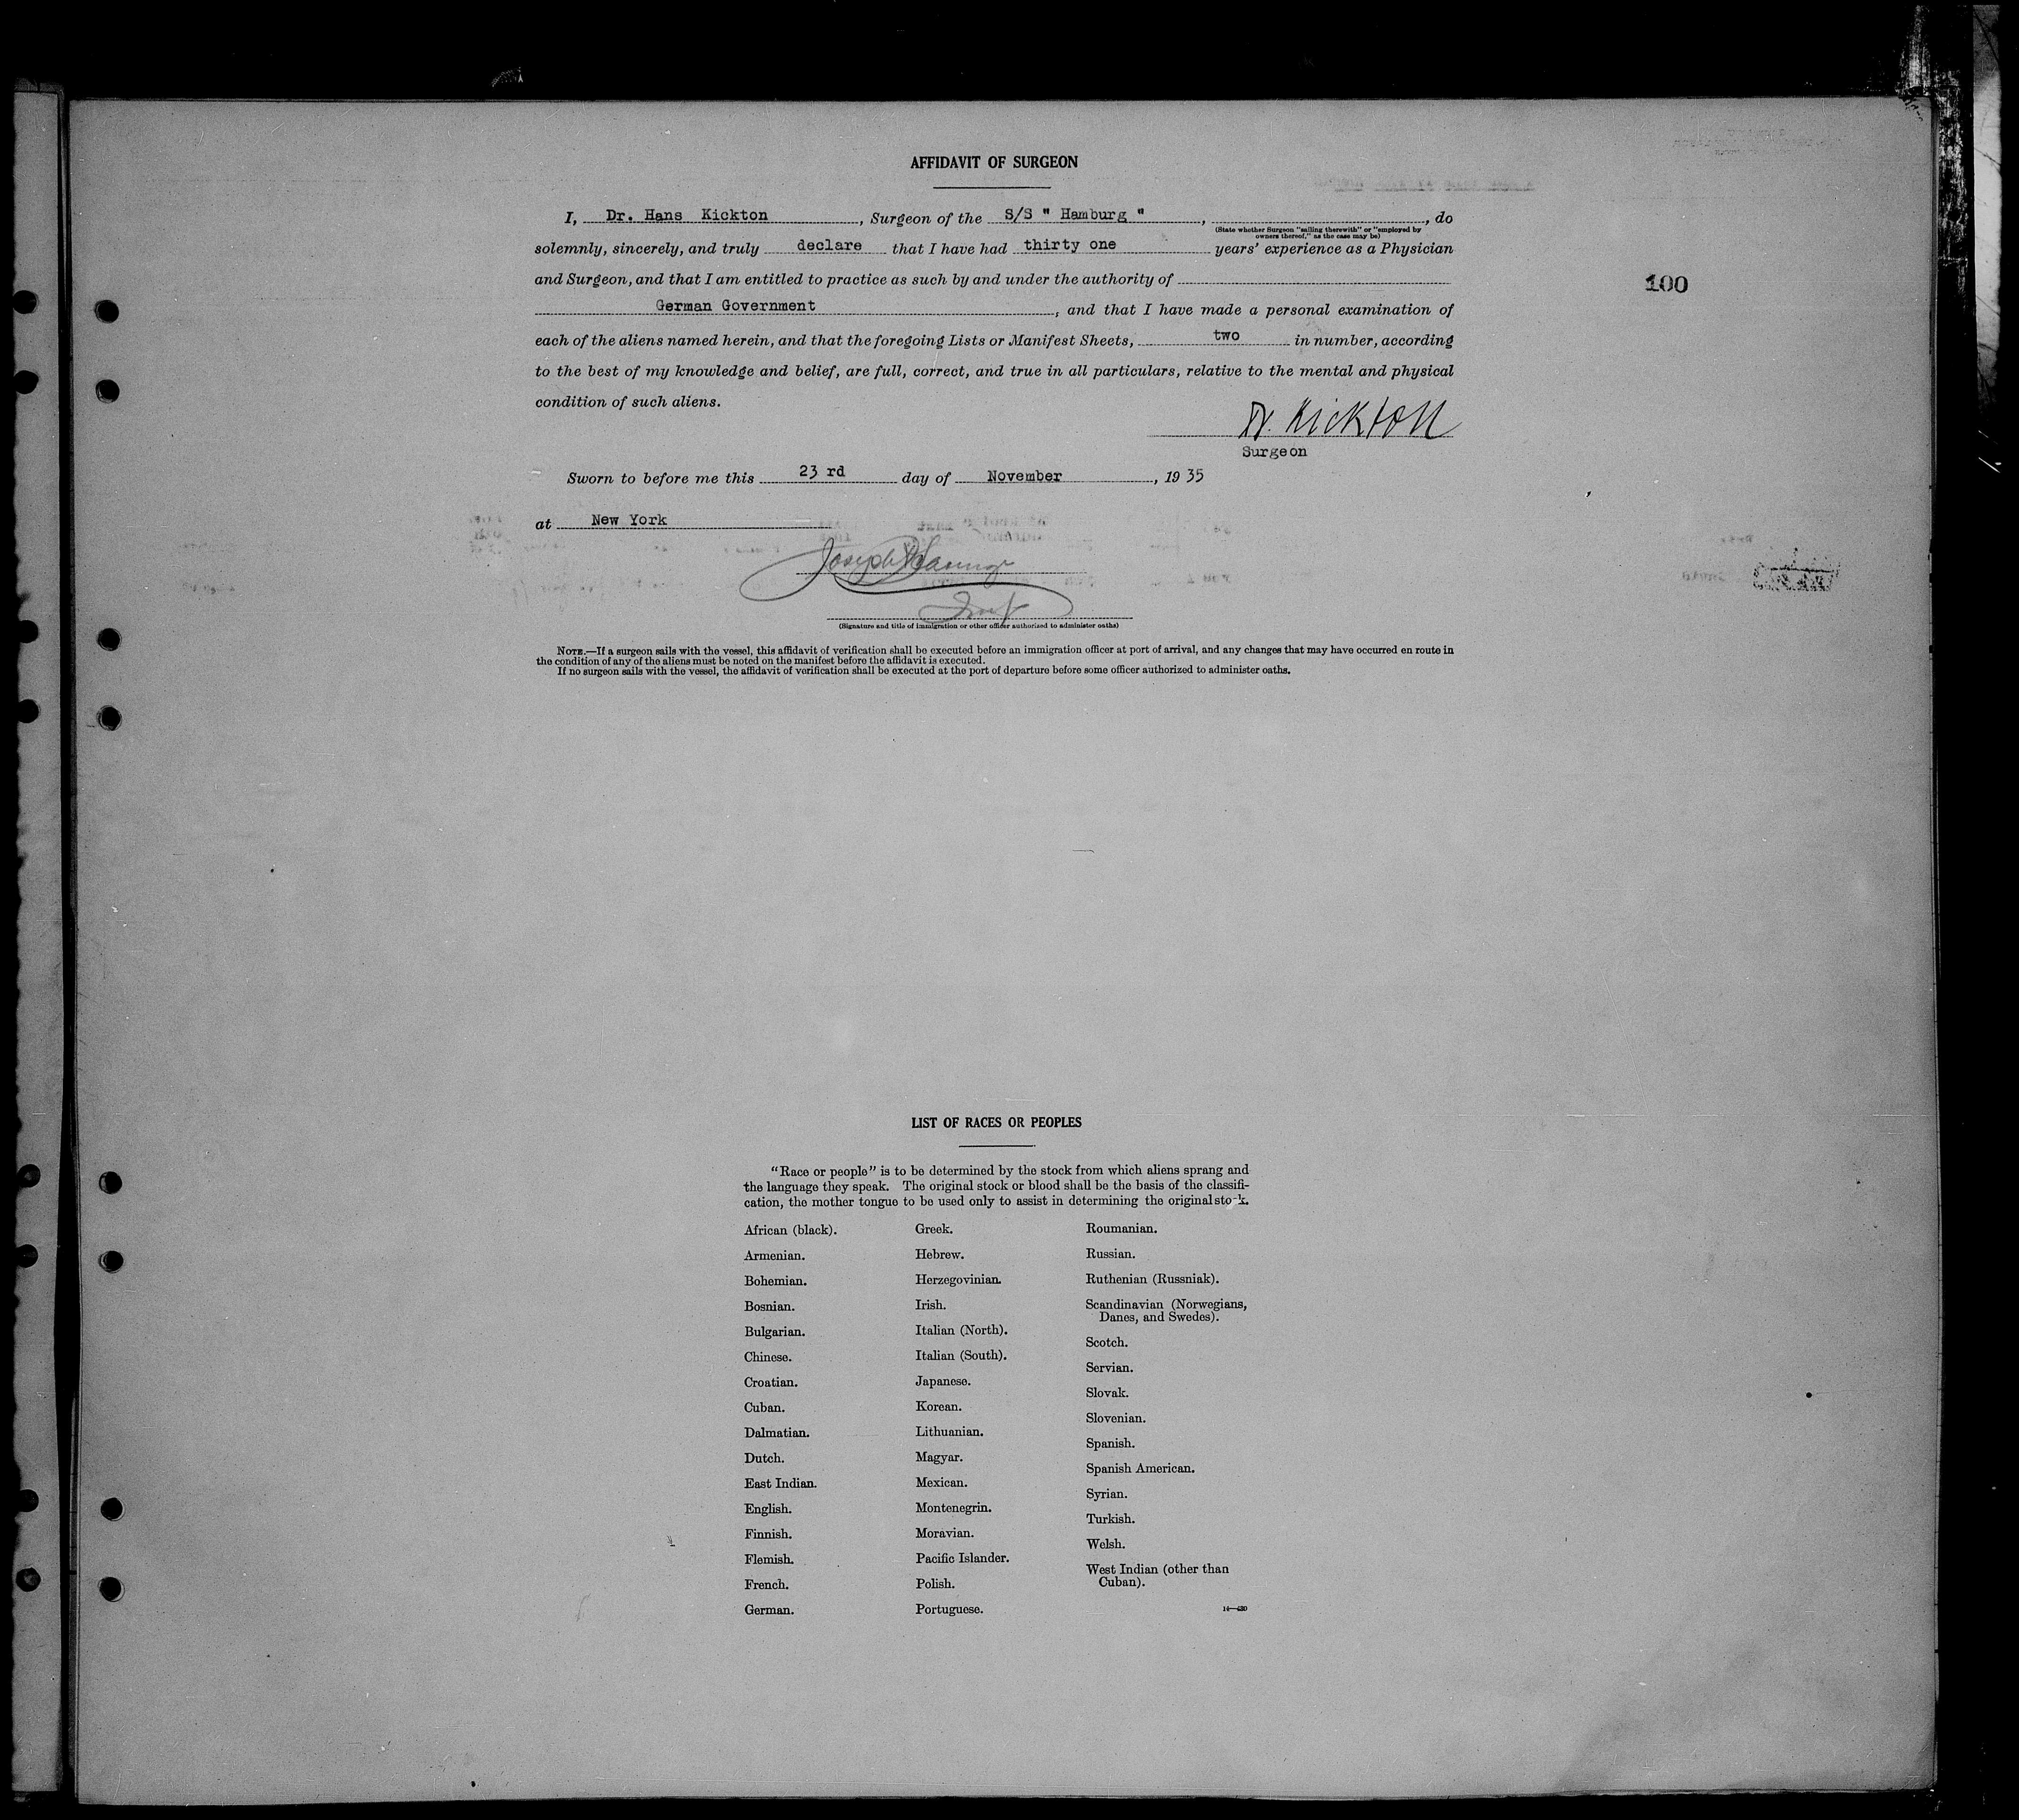 AFFIDAVIT OF SURGEON
I, Dr. Hans Kickton, Surgeon of the S/S " Hamburg ", , do
(State whether Surgeon "sailing therewith" or "employed by
owners thereof," as the case may be)
solemnly, sincerely, and truly declare that I have had thirty one years' experience as a Physician
and Surgeon, and that I am entitled to practice as such by and under the authority of
100
German Government, and that I have made a personal examination of
each of the aliens named herein, and that the foregoing Lists or Manifest Sheets, two in number, according
to the best of my knowledge and belief, are full, correct, and true in all particulars, relative to the mental and physical
condition of such aliens.
Dr. Kickton
Surgeon
Sworn to before me this 23 rd day of November, 19 35
at New York
Joseph
(Signature and title of immigration or other officer authorized to administer oaths)
NOTE.—If a surgeon sails with the vessel, this affidavit of verification shall be executed before an immigration officer at port of arrival, and any changes that may have occurred en route in
the condition of any of the aliens must be noted on the manifest before the affidavit is executed.
If no surgeon sails with the vessel, the affidavit of verification shall be executed at the port of departure before some officer authorized to administer oaths.
LIST OF RACES OR PEOPLES
"Race or people" is to be determined by the stock from which aliens sprang and
the language they speak. The original stock or blood shall be the basis of the classifi-
cation, the mother tongue to be used only to assist in determining the original stock.
African (black).
Armenian.
Bohemian.
Bosnian.
Bulgarian.
Chinese.
Croatian.
Cuban.
Dalmatian.
Dutch.
East Indian.
English.
Finnish.
Flemish.
French.
German.
Greek.
Hebrew.
Herzegovinian.
Irish.
Italian (North).
Italian (South).
Japanese.
Korean.
Lithuanian.
Magyar.
Mexican.
Montenegrin.
Moravian.
Pacific Islander.
Polish.
Portuguese.
Roumanian.
Russian.
Ruthenian (Russniak).
Scandinavian (Norwegians,
Danes, and Swedes).
Scotch.
Servian.
Slovak.
Slovenian.
Spanish.
Spanish American.
Syrian.
Turkish.
Welsh.
West Indian (other than
Cuban).
14—430